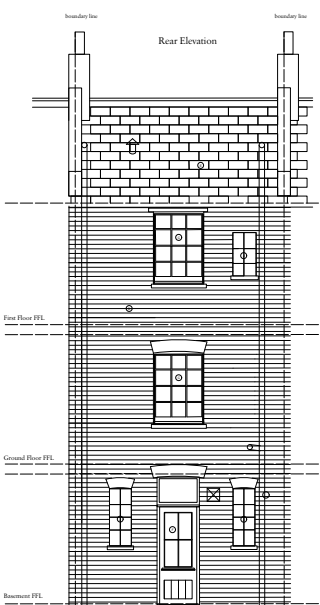 boundary line
boundary line
Rear Elevation
First Floor FFL
Ground Floor FFL
Basement FFL